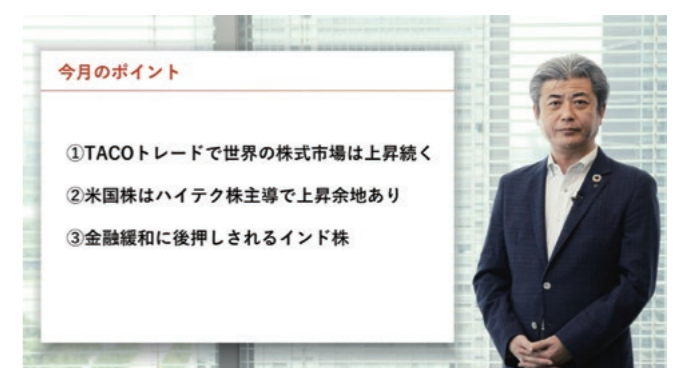 今月のポイント
①TACOトレードで世界の株式市場は上昇続く
②米国株はハイテク株主導で上昇余地あり
③金融緩和に後押しされるインド株